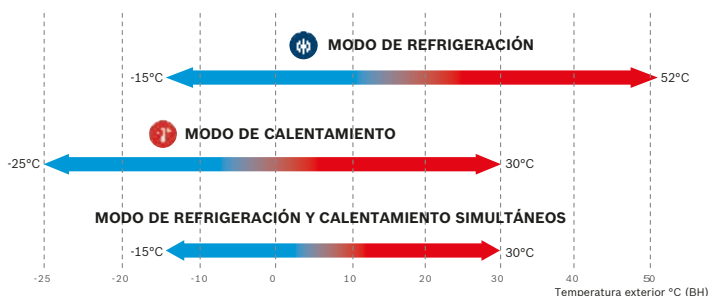 MODO DE REFRIGERACIÓN
-15°C
52°C
MODO DE CALENTAMIENTO
-25°C
30°C
MODO DE REFRIGERACIÓN Y CALENTAMIENTO SIMULTÁNEOS
-15°C
30°C
-25 -20 -10 0 10 20 30 40 50
Temperatura exterior °C (BH)